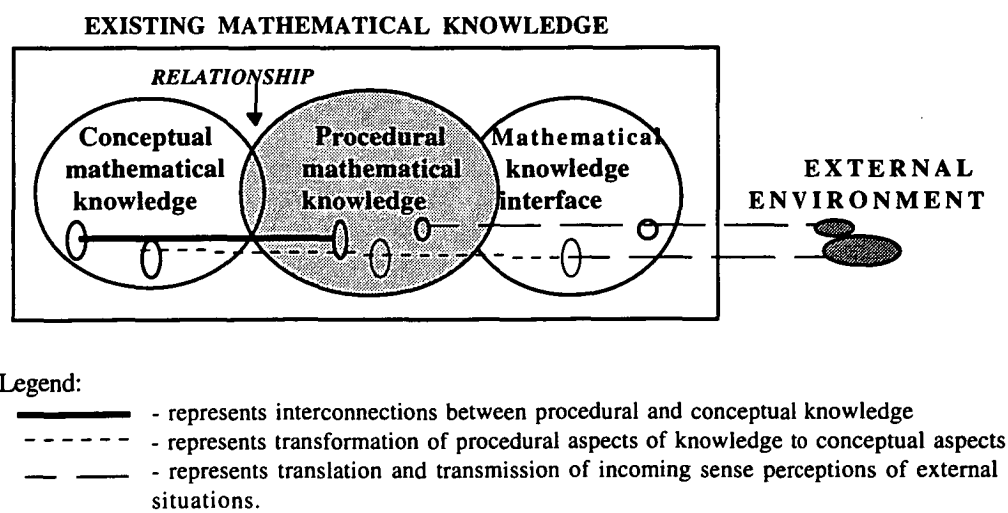 EXISTING MATHEMATICAL KNOWLEDGE
RELATIONSHIP
Conceptual
mathematical
knowledge
Procedural
mathematical
knowledge
Mathematical
knowledge
interface
EXTERNAL
ENVIRONMENT
Legend:
- represents interconnections between procedural and conceptual knowledge
- represents transformation of procedural aspects of knowledge to conceptual aspects
- represents translation and transmission of incoming sense perceptions of external
situations.